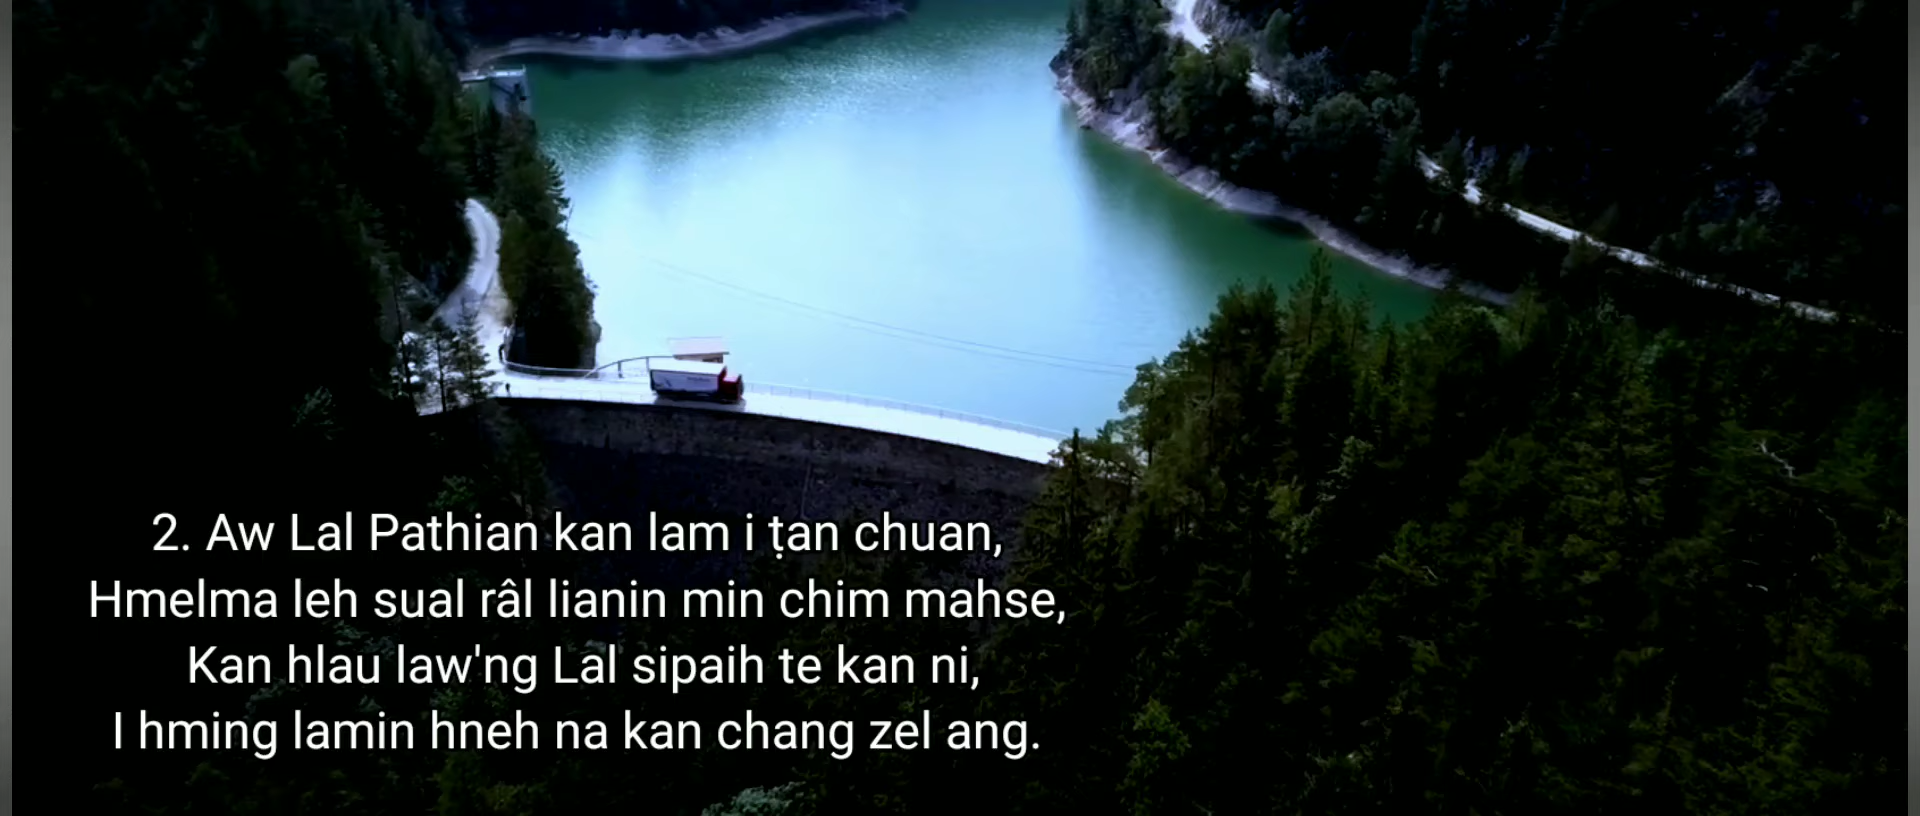 2. Aw Lal Pathian kan lam i ṭan chuan,
Hmelma leh sual râl lianin min chim mahse,
Kan hlau law'ng Lal sipaih te kan ni,
I hming lamin hneh na kan chang zel ang.